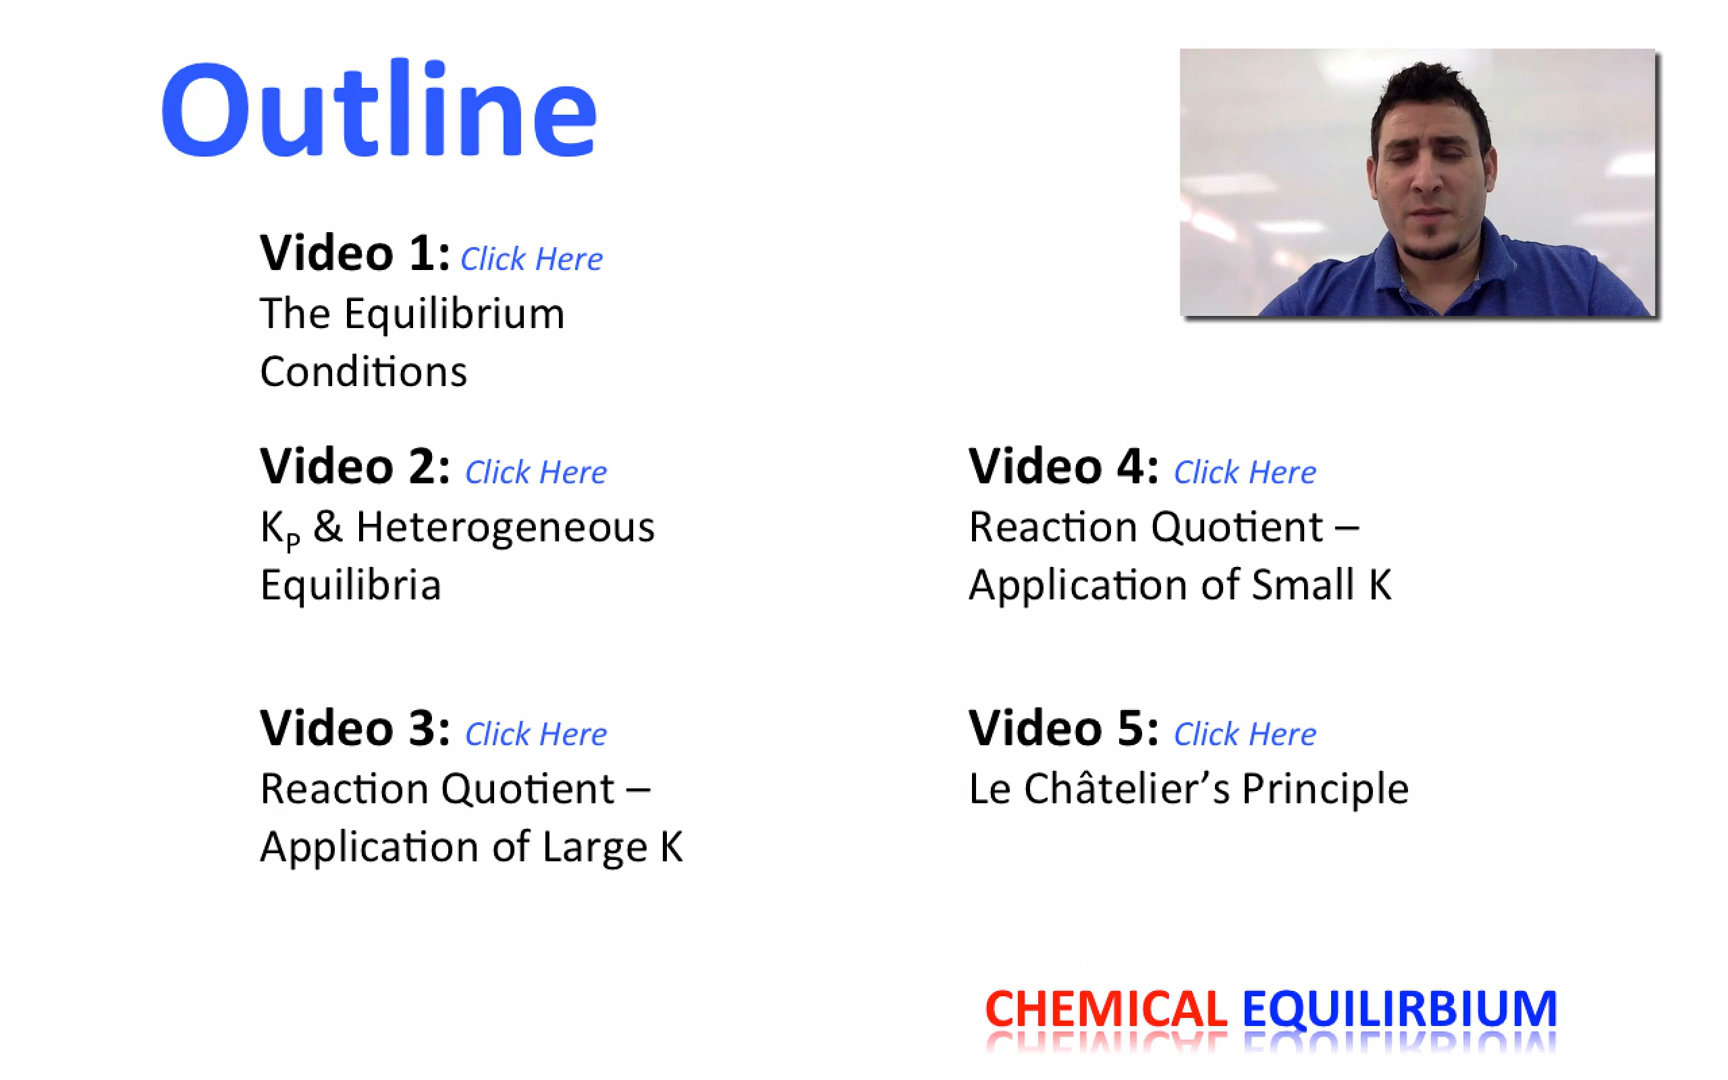 Outline
Video 1: Click Here
The Equilibrium
Conditions
Video 2: Click Here
KP & Heterogeneous
Equilibria
Video 3: Click Here
Reaction Quotient –
Application of Large K
Video 4: Click Here
Reaction Quotient –
Application of Small K
Video 5: Click Here
Le Châtelier’s Principle
CHEMICAL EQUILIRBIUM